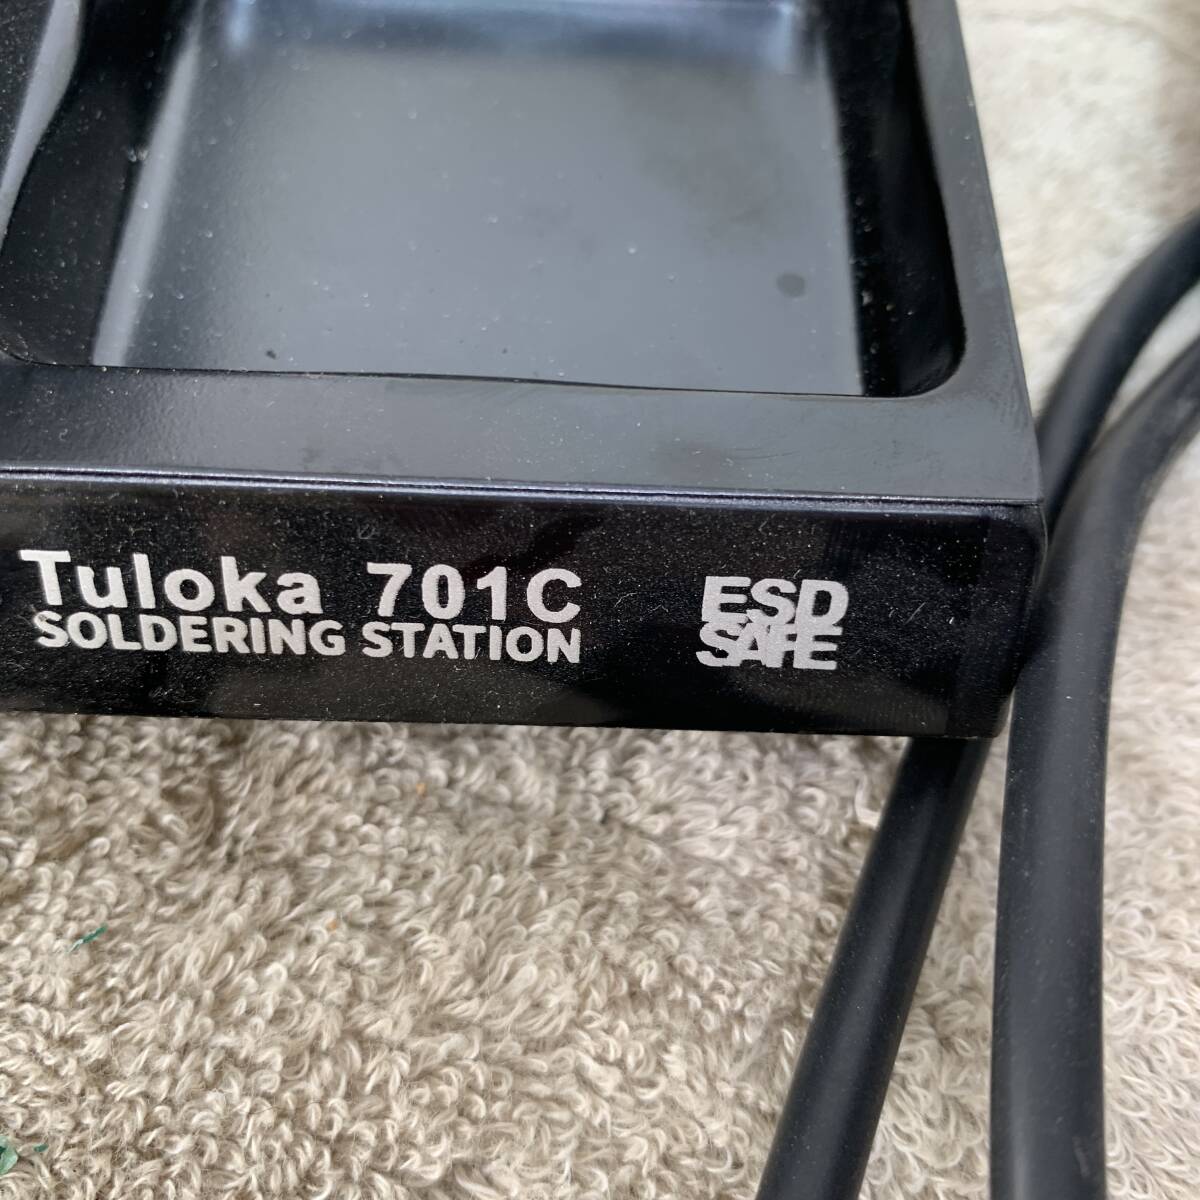 Tuloka 701C
SOLDERING STATION
ESD
SAFE